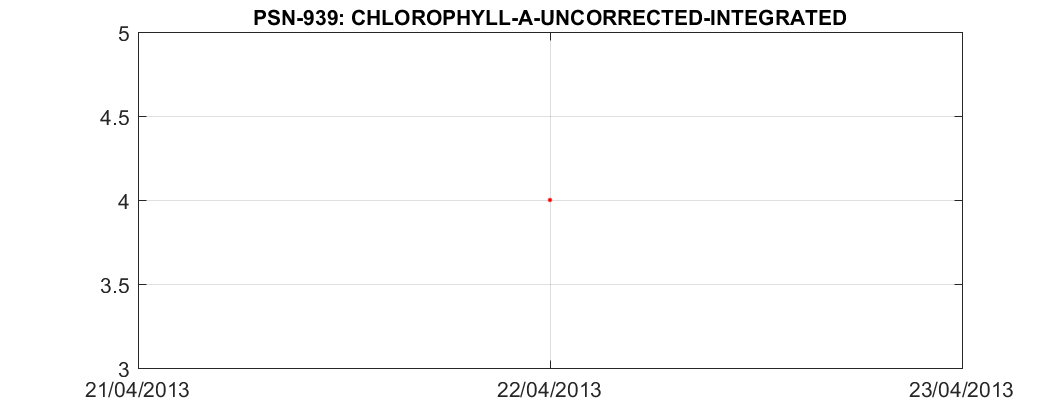 PSN-939: CHLOROPHYLL-A-UNCORRECTED-INTEGRATED
5
4.5
4
3.5
3
21/04/2013 22/04/2013 23/04/2013